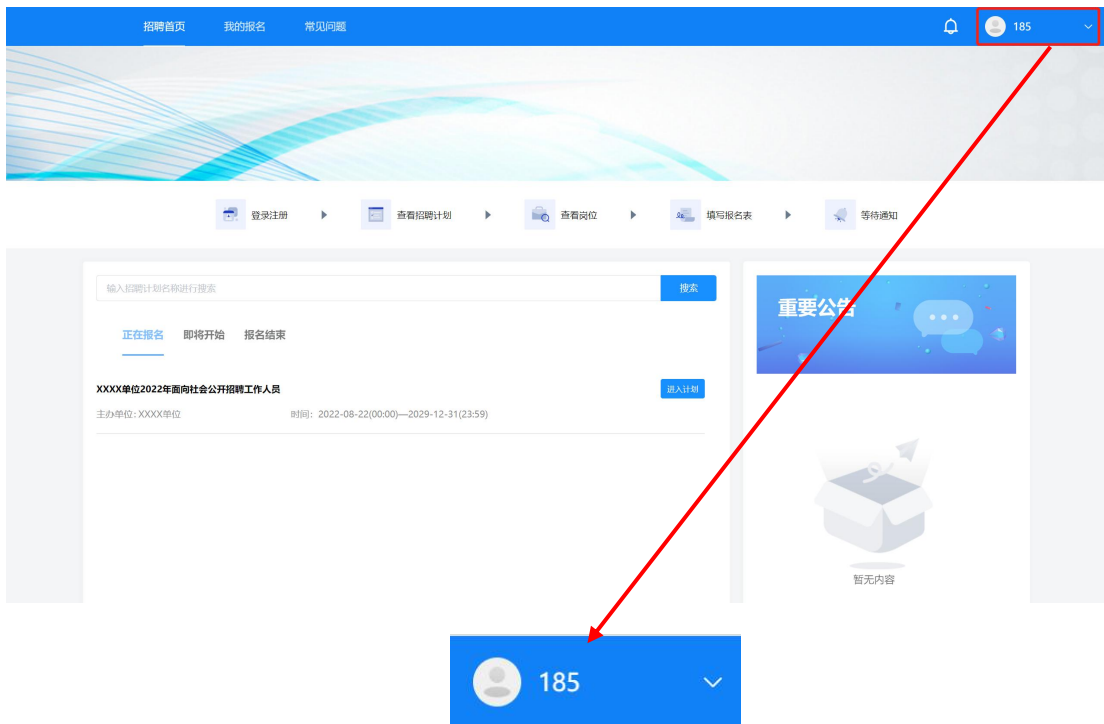 招聘首页 我的报名 常见问题 185
登录注册 查看招聘计划 查看岗位 填写报名表 等待通知
输入招聘计划名称进行搜索 搜索
正在报名 即将开始 报名结束
XXXX单位2022年面向社会公开招聘工作人员 进入计划
主办单位: XXXX单位 时间: 2022-08-22(00:00)—2029-12-31(23:59)
重要公告
暂无内容
185